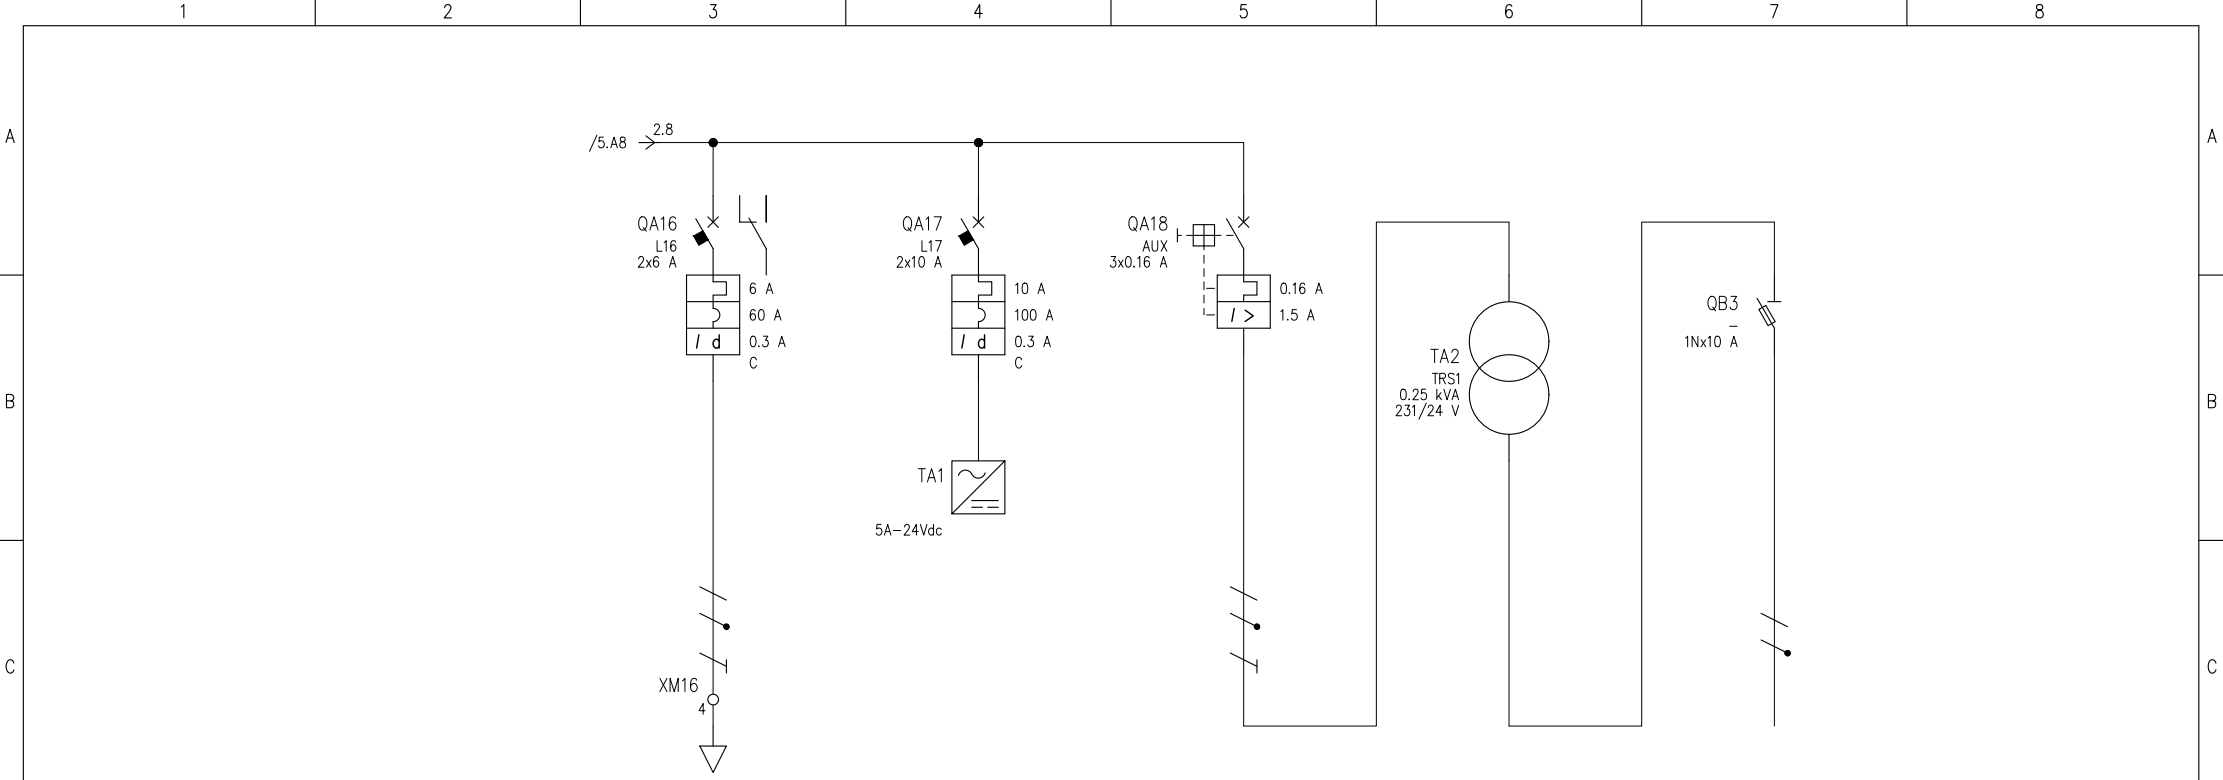 1 2 3 4 5 6 7 8
A A
/5.A8 2.8
QA16
L16
2x6 A
6 A
60 A
I d 0.3 A
C
QA17
L17
2x10 A
10 A
100 A
I d 0.3 A
C
QA18
AUX
3x0.16 A
0.16 A
I > 1.5 A
TA2
TRS1
0.25 kVA
231/24 V
QB3
1Nx10 A
B B
TA1
5A-24Vdc
C C
XM16
4